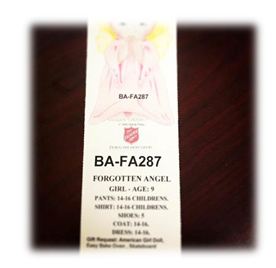 BA-FA287
BA-FA287
FORGOTTEN ANGEL
GIRL - AGE: 9
PANTS: 14-16 CHILDRENS.
SHIRT: 14-16 CHILDRENS.
SHOES: 5
COAT: 14-16.
DRESS: 14-16.
Gift Request: American Girl Doll,
Easy Bake Oven , Skateboard